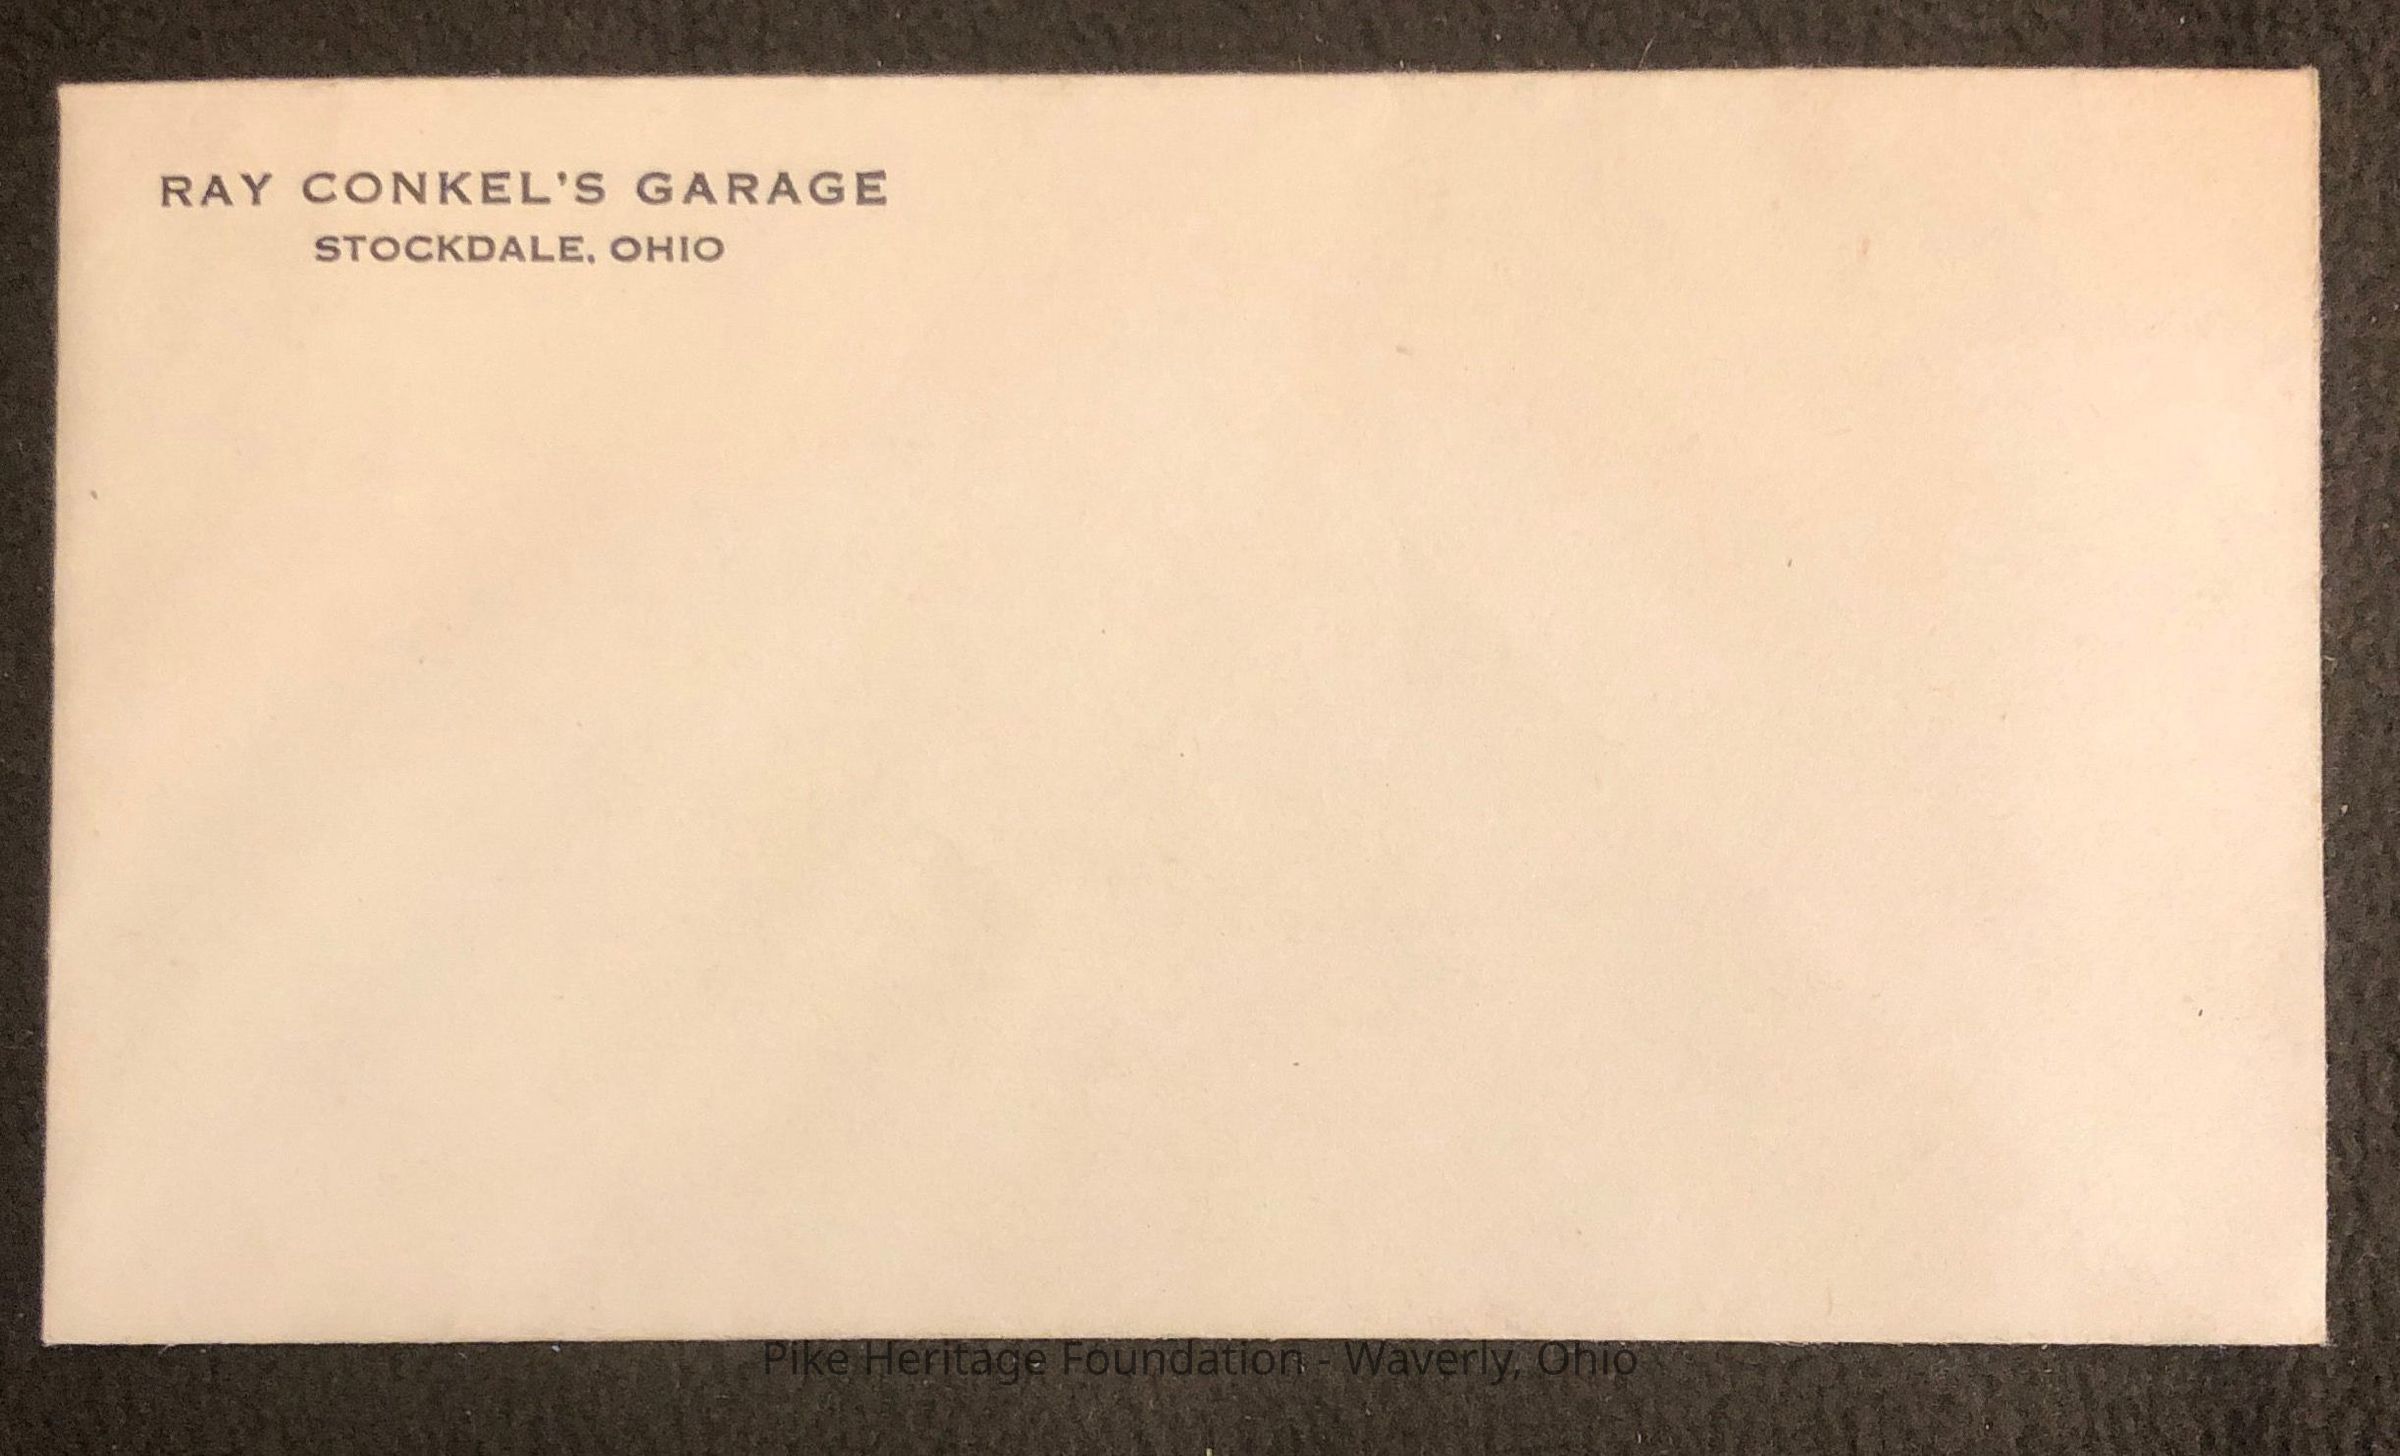 RAY CONKEL'S GARAGE
STOCKDALE, OHIO
Pike Heritage Foundation - Waverly, Ohio